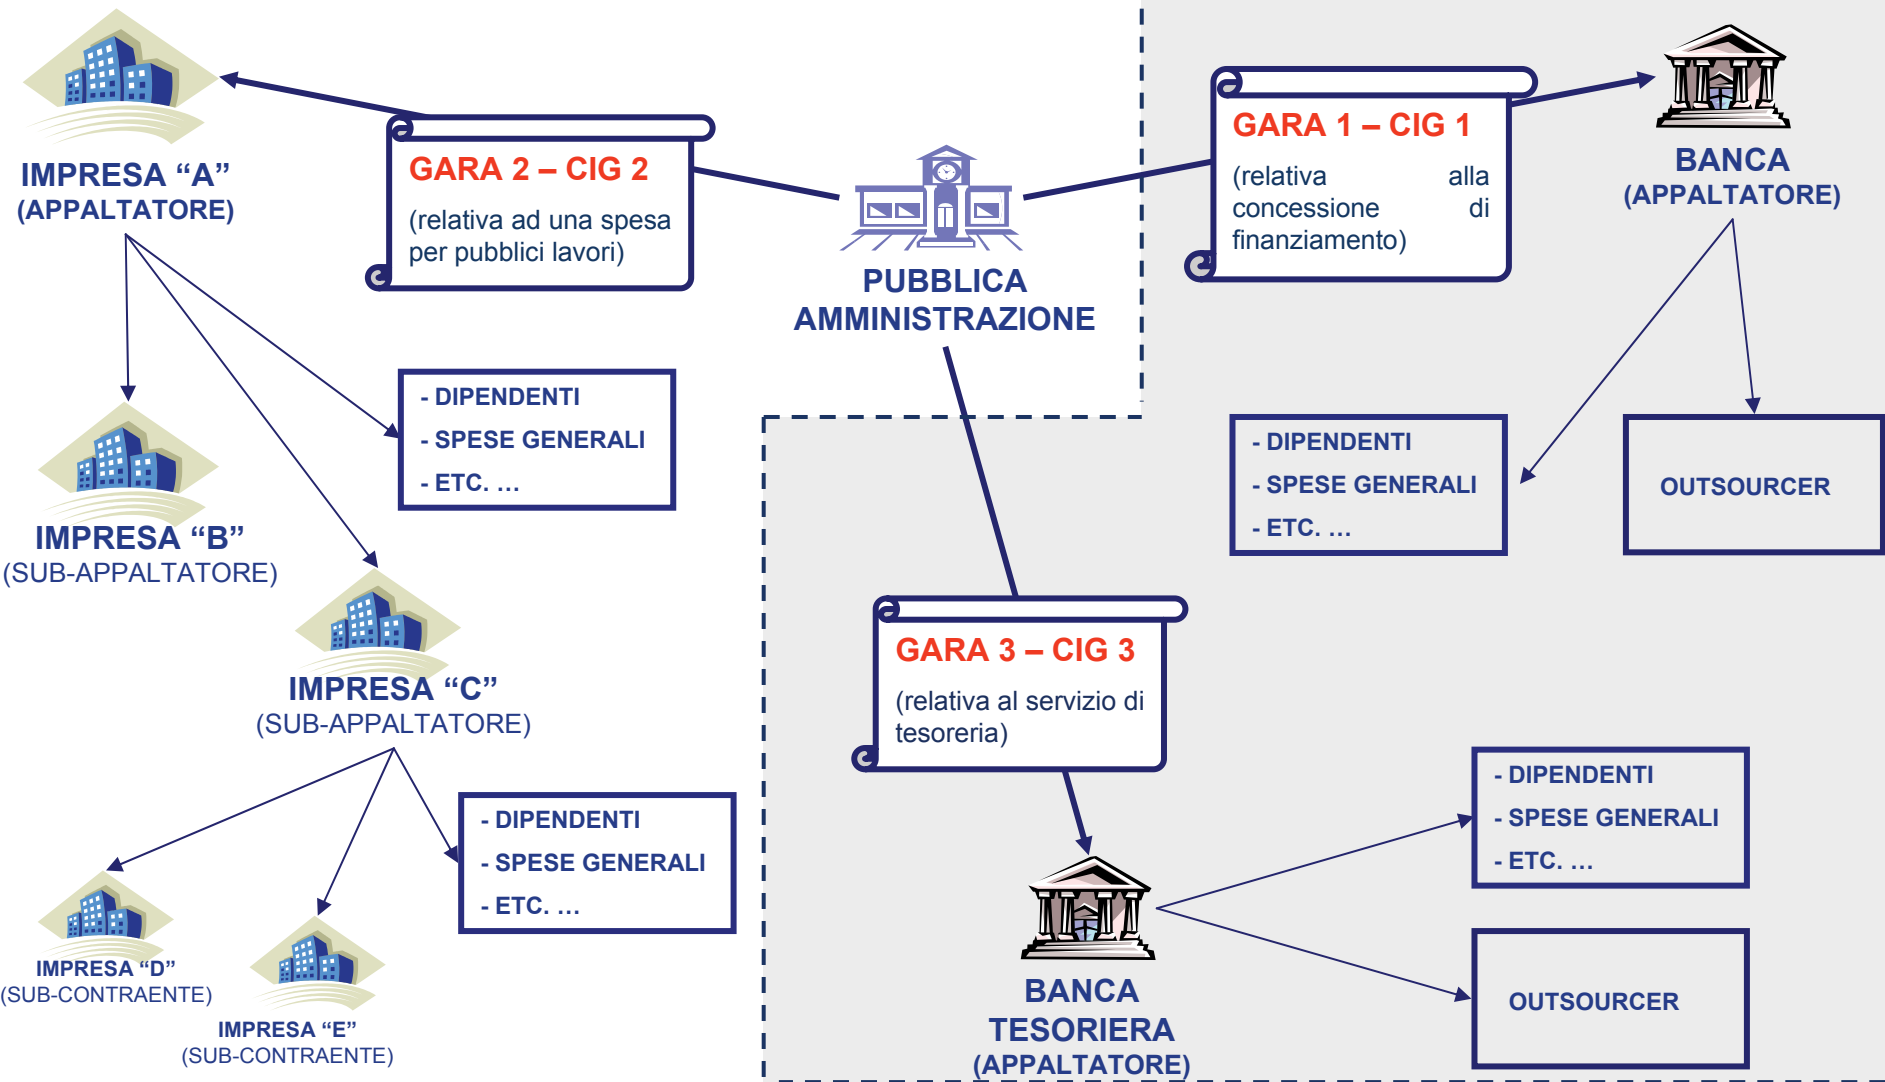 IMPRESA “A”
(APPALTATORE)
GARA 2 – CIG 2
(relativa ad una spesa
per pubblici lavori)
PUBBLICA
AMMINISTRAZIONE
GARA 1 – CIG 1
(relativa alla
concessione di
finanziamento)
BANCA
(APPALTATORE)
- DIPENDENTI
- SPESE GENERALI
- ETC. …
- DIPENDENTI
- SPESE GENERALI
- ETC. …
OUTSOURCER
IMPRESA “B”
(SUB-APPALTATORE)
IMPRESA “C”
(SUB-APPALTATORE)
GARA 3 – CIG 3
(relativa al servizio di
tesoreria)
- DIPENDENTI
- SPESE GENERALI
- ETC. …
- DIPENDENTI
- SPESE GENERALI
- ETC. …
IMPRESA “D”
(SUB-CONTRAENTE)
IMPRESA “E”
(SUB-CONTRAENTE)
BANCA
TESORIERA
(APPALTATORE)
OUTSOURCER